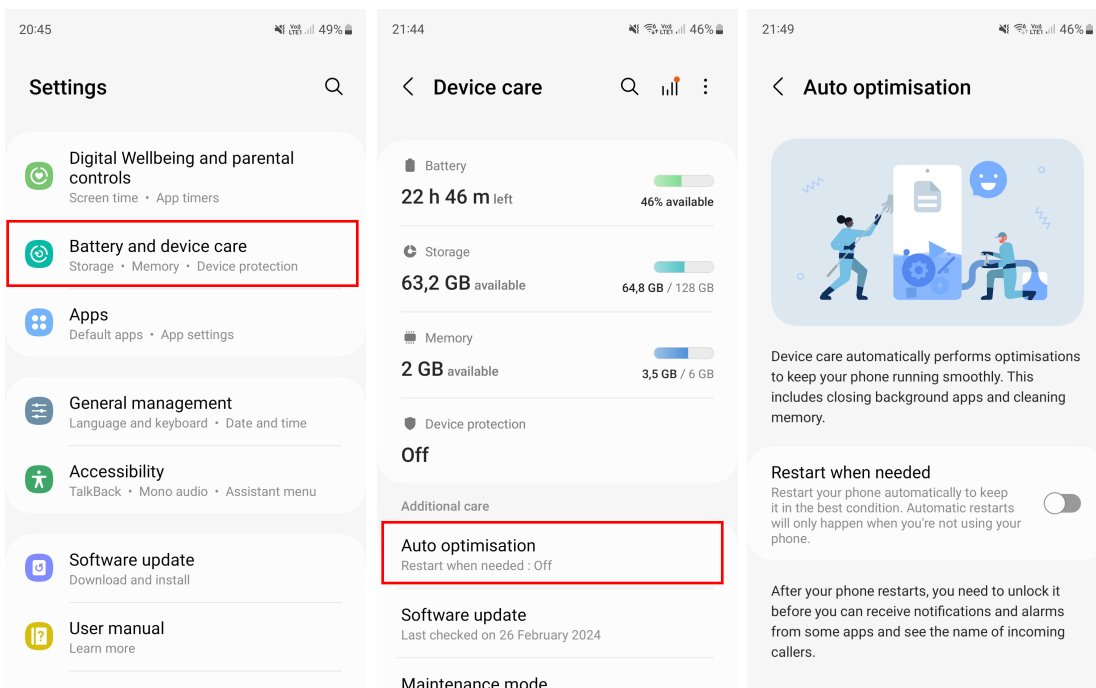 20:45
Vo)) LTE1 49%
Settings
Digital Wellbeing and parental
controls
Screen time • App timers
Battery and device care
Storage • Memory • Device protection
Apps
Default apps • App settings
General management
Language and keyboard • Date and time
Accessibility
TalkBack • Mono audio • Assistant menu
Software update
Download and install
User manual
Learn more
21:44
6 Vo)) LTE1 46%
Device care
Battery
22 h 46 m left
46% available
Storage
63,2 GB available
64,8 GB / 128 GB
Memory
2 GB available
3,5 GB / 6 GB
Device protection
Off
Additional care
Auto optimisation
Restart when needed : Off
Software update
Last checked on 26 February 2024
Maintenance mode
21:49
6 Vo)) LTE1 46%
Auto optimisation
Device care automatically performs optimisations
to keep your phone running smoothly. This
includes closing background apps and cleaning
memory.
Restart when needed
Restart your phone automatically to keep
it in the best condition. Automatic restarts
will only happen when you're not using your
phone.
After your phone restarts, you need to unlock it
before you can receive notifications and alarms
from some apps and see the name of incoming
callers.